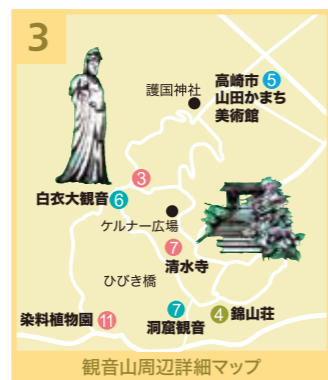 3
護国神社
高崎市 5
山田かまち
美術館
3
白衣大観音 6
ケルナー広場
7
清水寺
ひびき橋
7
洞窟観音
4 錦山荘
染料植物園 11
観音山周辺詳細マップ